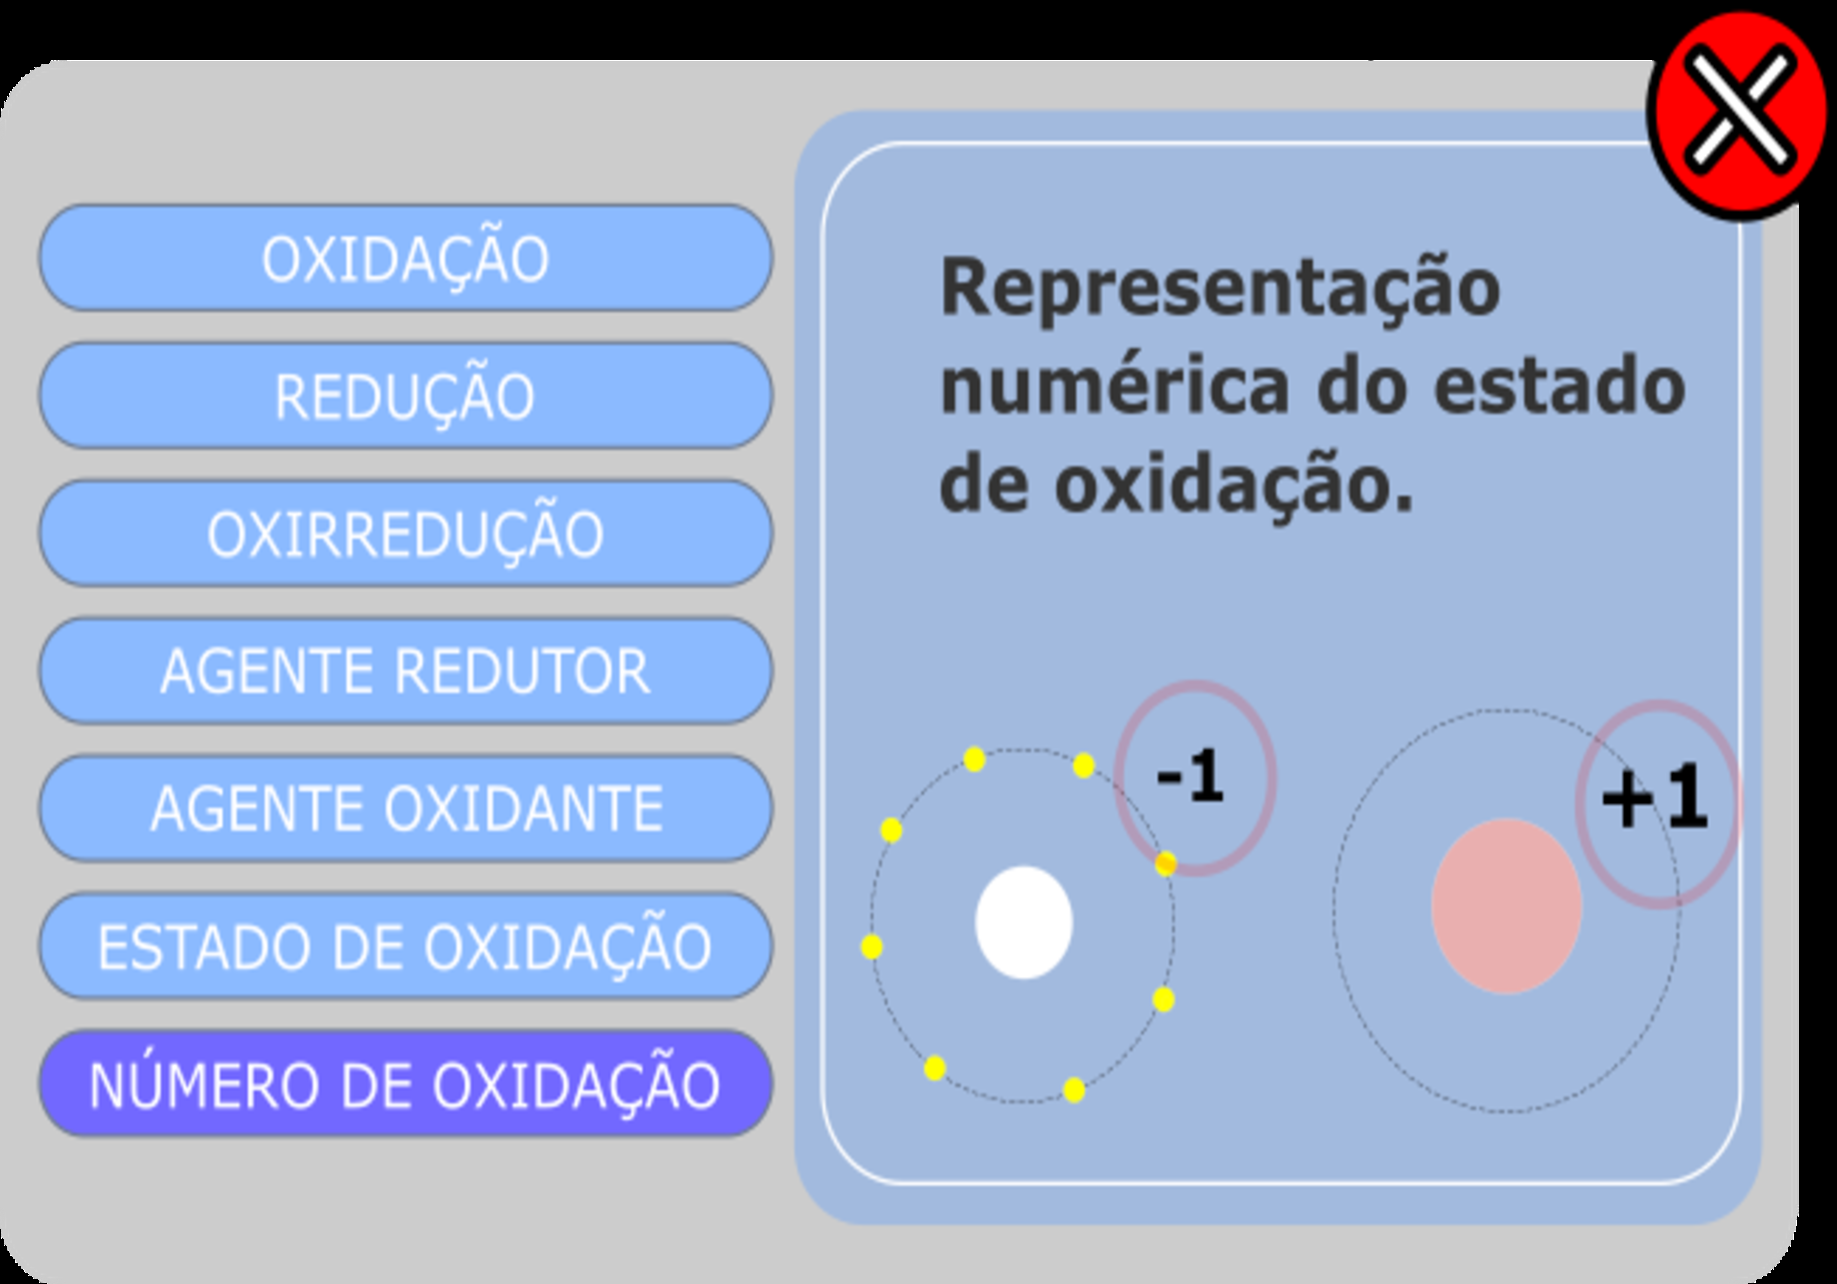 OXIDAÇÃO
REDUÇÃO
OXIRREDUÇÃO
AGENTE REDUTOR
AGENTE OXIDANTE
ESTADO DE OXIDAÇÃO
NÚMERO DE OXIDAÇÃO
Representação
numérica do estado
de oxidação.
-1
+1